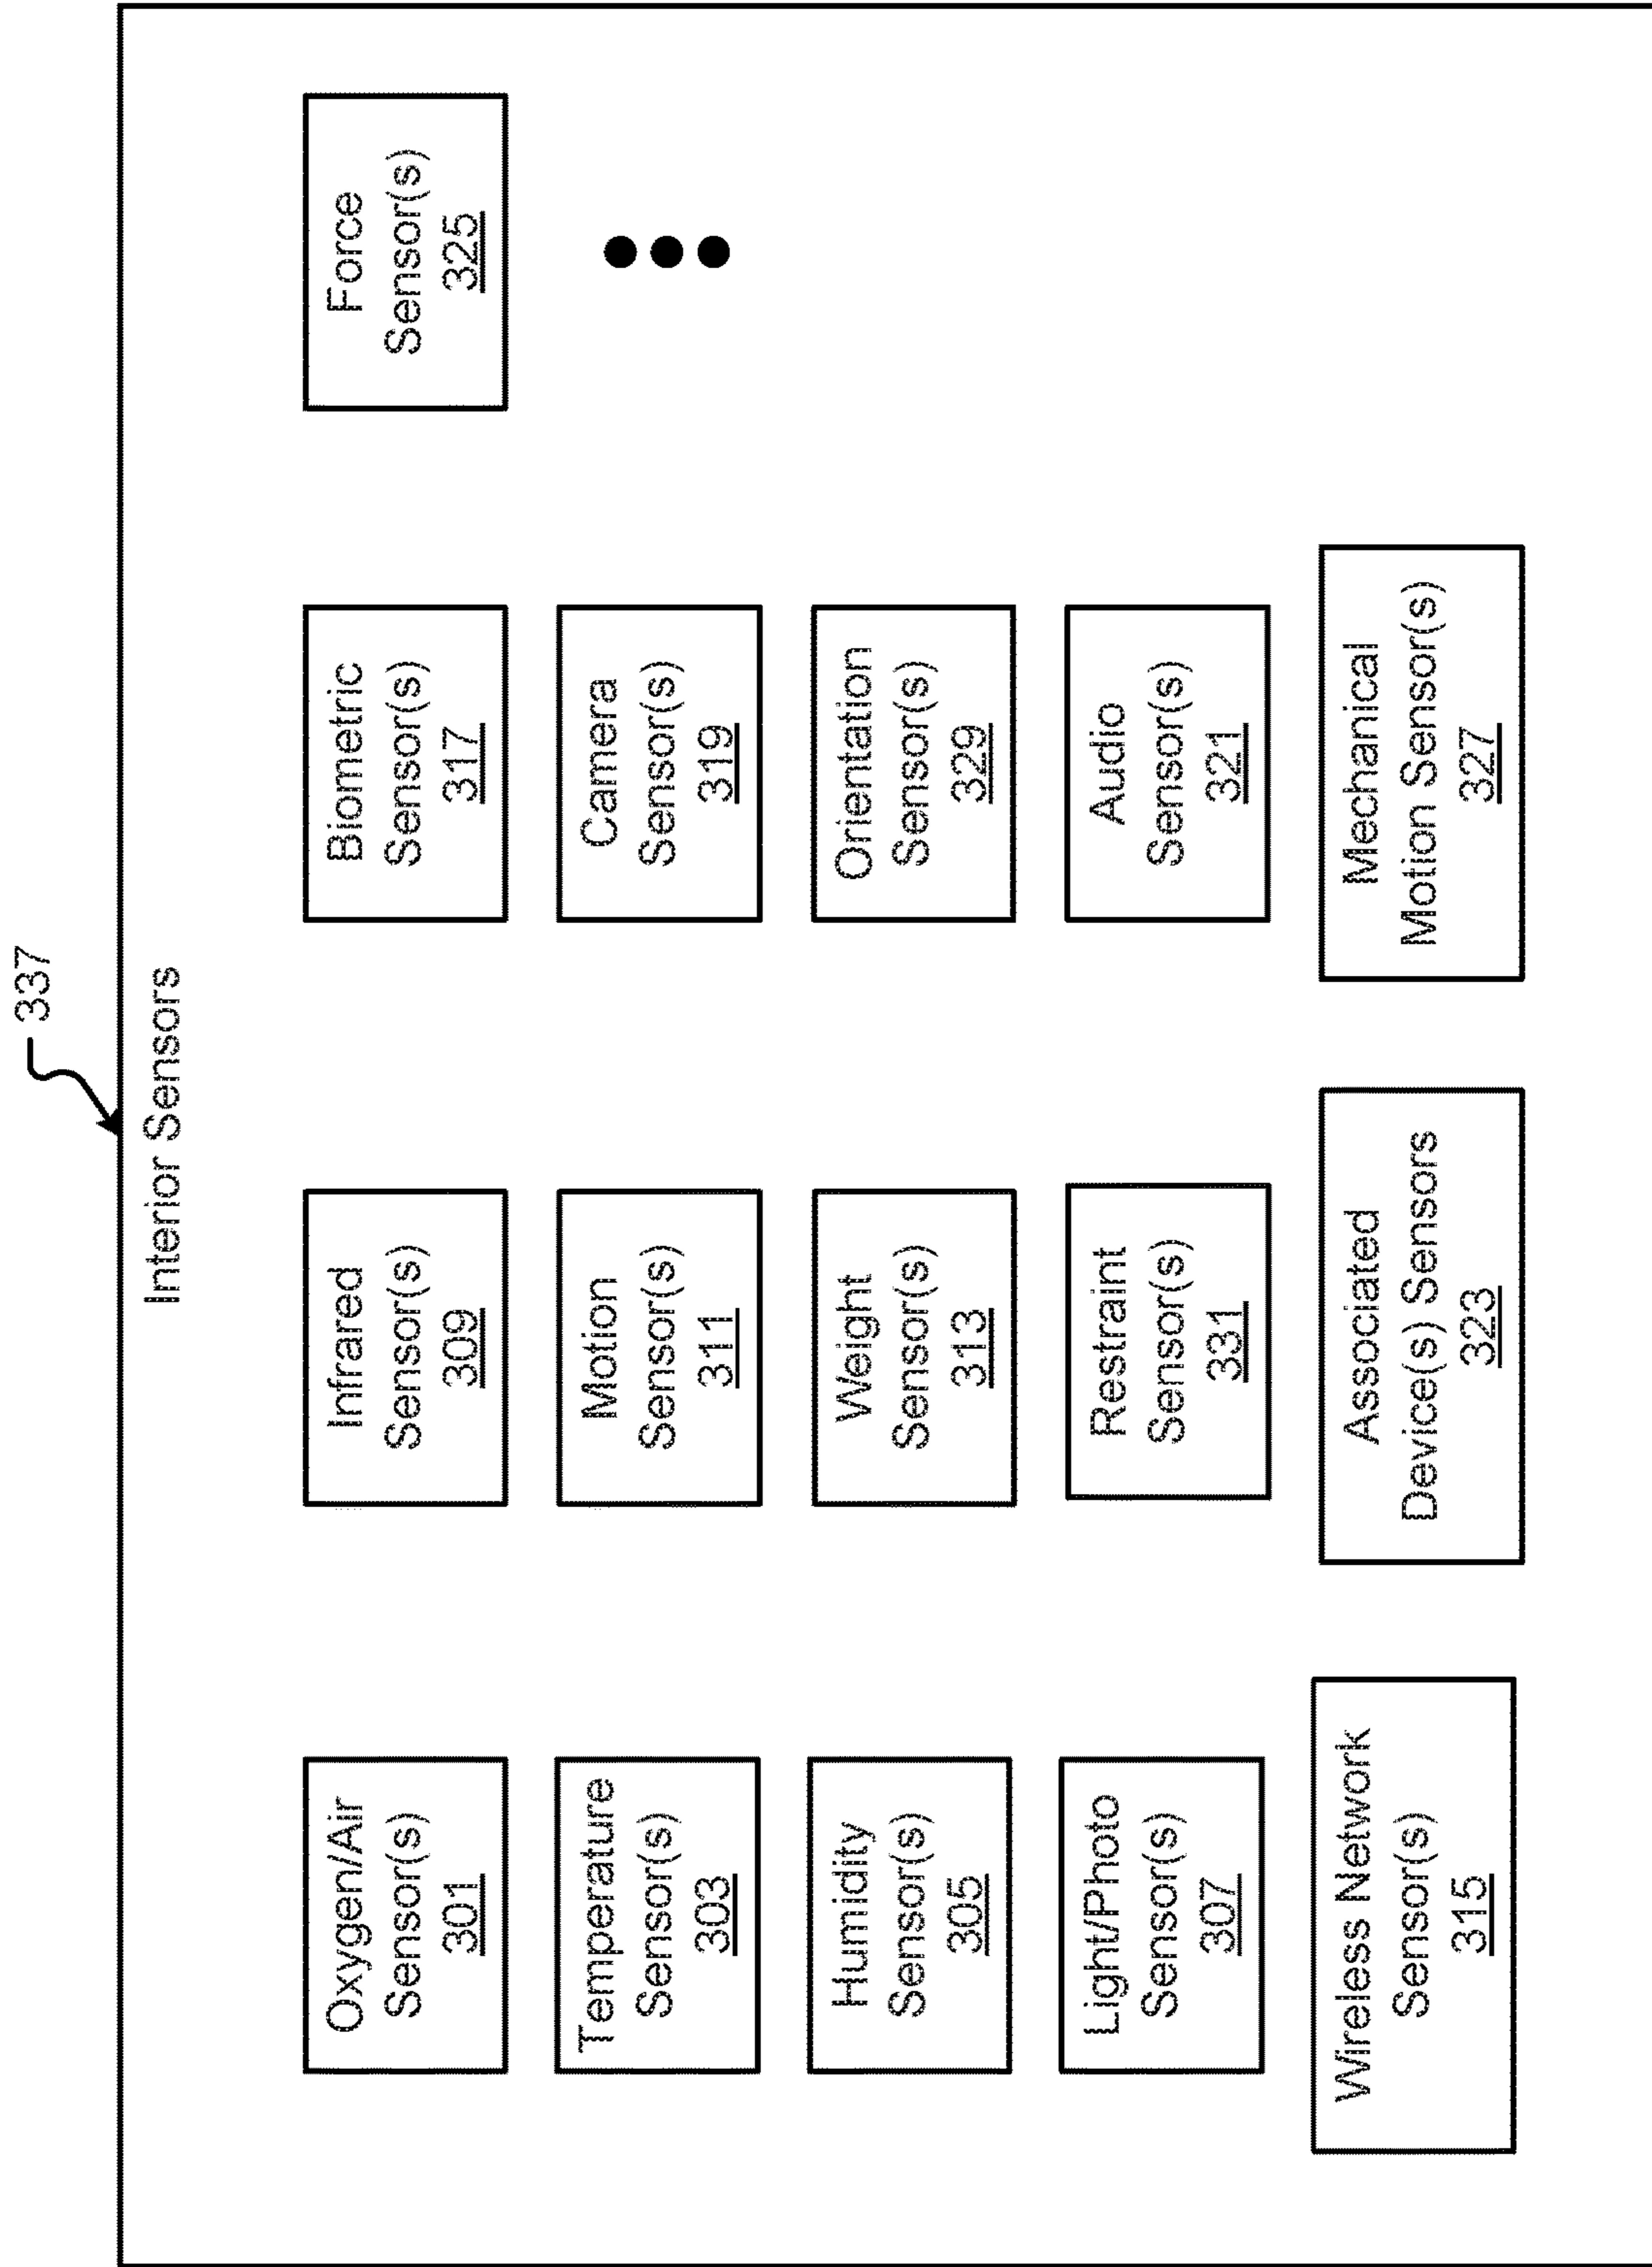 337
Interior Sensors
Oxygen/Air
Sensor(s)
301
Temperature
Sensor(s)
303
Humidity
Sensor(s)
305
Light/Photo
Sensor(s)
307
Wireless Network
Sensor(s)
315
Infrared
Sensor(s)
309
Motion
Sensor(s)
311
Weight
Sensor(s)
313
Restraint
Sensor(s)
331
Associated
Device(s) Sensors
323
Biometric
Sensor(s)
317
Camera
Sensor(s)
319
Orientation
Sensor(s)
329
Audio
Sensor(s)
321
Mechanical
Motion Sensor(s)
327
Force
Sensor(s)
325